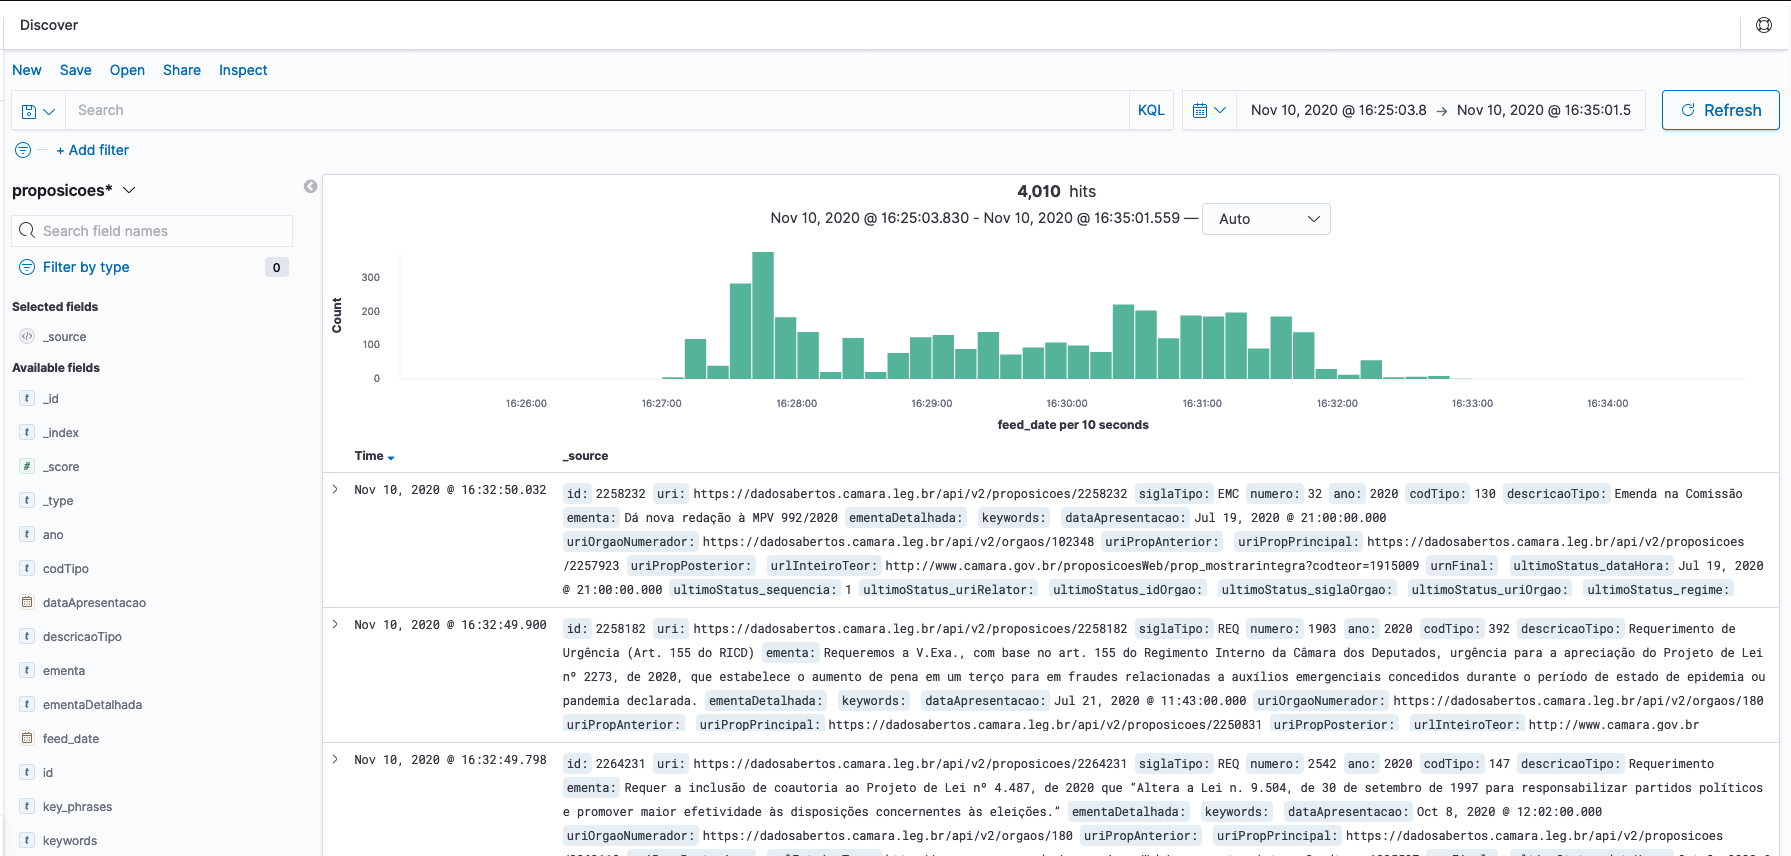 Discover
New Save Open Share Inspect
Search KQL Nov 10, 2020 @ 16:25:03.8 → Nov 10, 2020 @ 16:35:01.5 Refresh
+ Add filter
proposicoes*
Search field names
Filter by type 0
Selected fields
_source
Available fields
t _id
t _index
# _score
t _type
t ano
t codTipo
dataApresentacao
t descricaoTipo
t ementa
t ementaDetalhada
feed_date
t id
t key_phrases
t keywords
4,010 hits
Nov 10, 2020 @ 16:25:03.830 - Nov 10, 2020 @ 16:35:01.559 — Auto
Count
300
200
100
0
16:26:00 16:27:00 16:28:00 16:29:00 16:30:00 16:31:00 16:32:00 16:33:00 16:34:00
feed_date per 10 seconds
Time _source
Nov 10, 2020 @ 16:32:50.032 id: 2258232 uri: https://dadosabertos.camara.leg.br/api/v2/proposicoes/2258232 siglaTipo: EMC numero: 32 ano: 2020 codTipo: 130 descricaoTipo: Emenda na Comissão
ementa: Dá nova redação à MPV 992/2020 ementaDetalhada: keywords: dataApresentacao: Jul 19, 2020 @ 21:00:00.000
uriOrgaoNumerador: https://dadosabertos.camara.leg.br/api/v2/orgaos/102348 uriPropAnterior: uriPropPrincipal: https://dadosabertos.camara.leg.br/api/v2/proposicoes
/2257923 uriPropPosterior: urlInteiroTeor: http://www.camara.gov.br/proposicoesWeb/prop_mostrarintegra?codteor=1915009 urnFinal: ultimoStatus_dataHora: Jul 19, 2020
@ 21:00:00.000 ultimoStatus_sequencia: 1 ultimoStatus_uriRelator: ultimoStatus_idOrgao: ultimoStatus_siglaOrgao: ultimoStatus_uriOrgao: ultimoStatus_regime:
Nov 10, 2020 @ 16:32:49.900 id: 2258182 uri: https://dadosabertos.camara.leg.br/api/v2/proposicoes/2258182 siglaTipo: REQ numero: 1903 ano: 2020 codTipo: 392 descricaoTipo: Requerimento de
Urgência (Art. 155 do RICD) ementa: Requeremos a V.Exa., com base no art. 155 do Regimento Interno da Câmara dos Deputados, urgência para a apreciação do Projeto de Lei
nº 2273, de 2020, que estabelece o aumento de pena em um terço para em fraudes relacionadas a auxílios emergenciais concedidos durante o período de estado de epidemia ou
pandemia declarada. ementaDetalhada: keywords: dataApresentacao: Jul 21, 2020 @ 11:43:00.000 uriOrgaoNumerador: https://dadosabertos.camara.leg.br/api/v2/orgaos/180
uriPropAnterior: uriPropPrincipal: https://dadosabertos.camara.leg.br/api/v2/proposicoes/2250831 uriPropPosterior: urlInteiroTeor: http://www.camara.gov.br
Nov 10, 2020 @ 16:32:49.798 id: 2264231 uri: https://dadosabertos.camara.leg.br/api/v2/proposicoes/2264231 siglaTipo: REQ numero: 2542 ano: 2020 codTipo: 147 descricaoTipo: Requerimento
ementa: Requer a inclusão de coautoria ao Projeto de Lei nº 4.487, de 2020 que “Altera a Lei n. 9.504, de 30 de setembro de 1997 para responsabilizar partidos políticos
e promover maior efetividade às disposições concernentes às eleições.” ementaDetalhada: keywords: dataApresentacao: Oct 8, 2020 @ 12:02:00.000
uriOrgaoNumerador: https://dadosabertos.camara.leg.br/api/v2/orgaos/180 uriPropAnterior: uriPropPrincipal: https://dadosabertos.camara.leg.br/api/v2/proposicoes